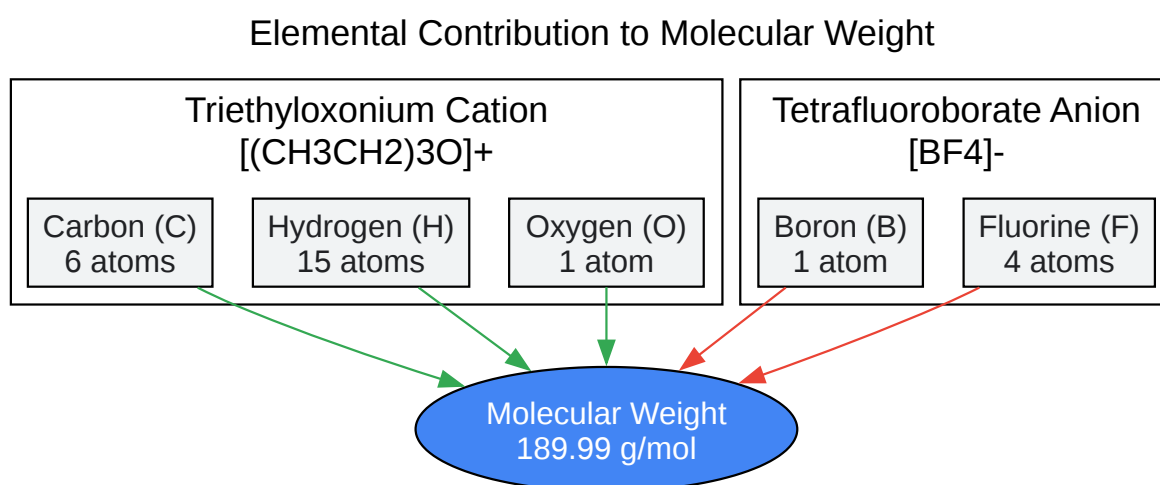 Elemental Contribution to Molecular Weight
Triethyloxonium Cation
[(CH3CH2)3O]+
Tetrafluoroborate Anion
[BF4]-
Carbon (C)
6 atoms
Hydrogen (H)
15 atoms
Oxygen (O)
1 atom
Boron (B)
1 atom
Fluorine (F)
4 atoms
Molecular Weight
189.99 g/mol